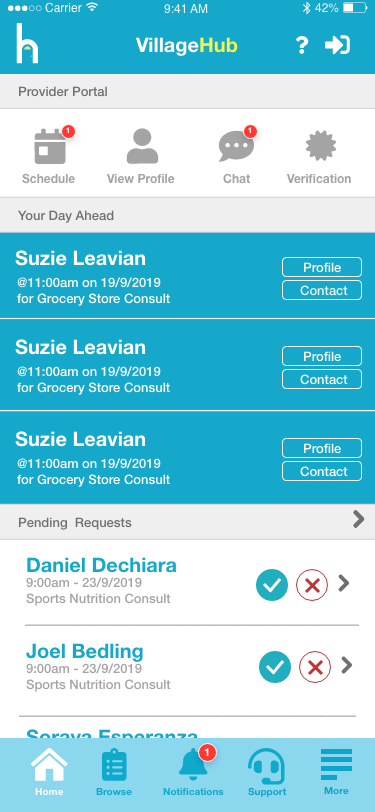 Carrier 9:41 AM 42%
h VillageHub ?
Provider Portal
1 1
Schedule View Profile Chat Verification
Your Day Ahead
Suzie Leavian
@11:00am on 19/9/2019
for Grocery Store Consult
Profile
Contact
Suzie Leavian
@11:00am on 19/9/2019
for Grocery Store Consult
Profile
Contact
Suzie Leavian
@11:00am on 19/9/2019
for Grocery Store Consult
Profile
Contact
Pending Requests
Daniel Dechiara
9:00am - 23/9/2019
Sports Nutrition Consult
Joel Bedling
9:00am - 23/9/2019
Sports Nutrition Consult
Soraya Esperanza
1
Home Browse Notifications Support More